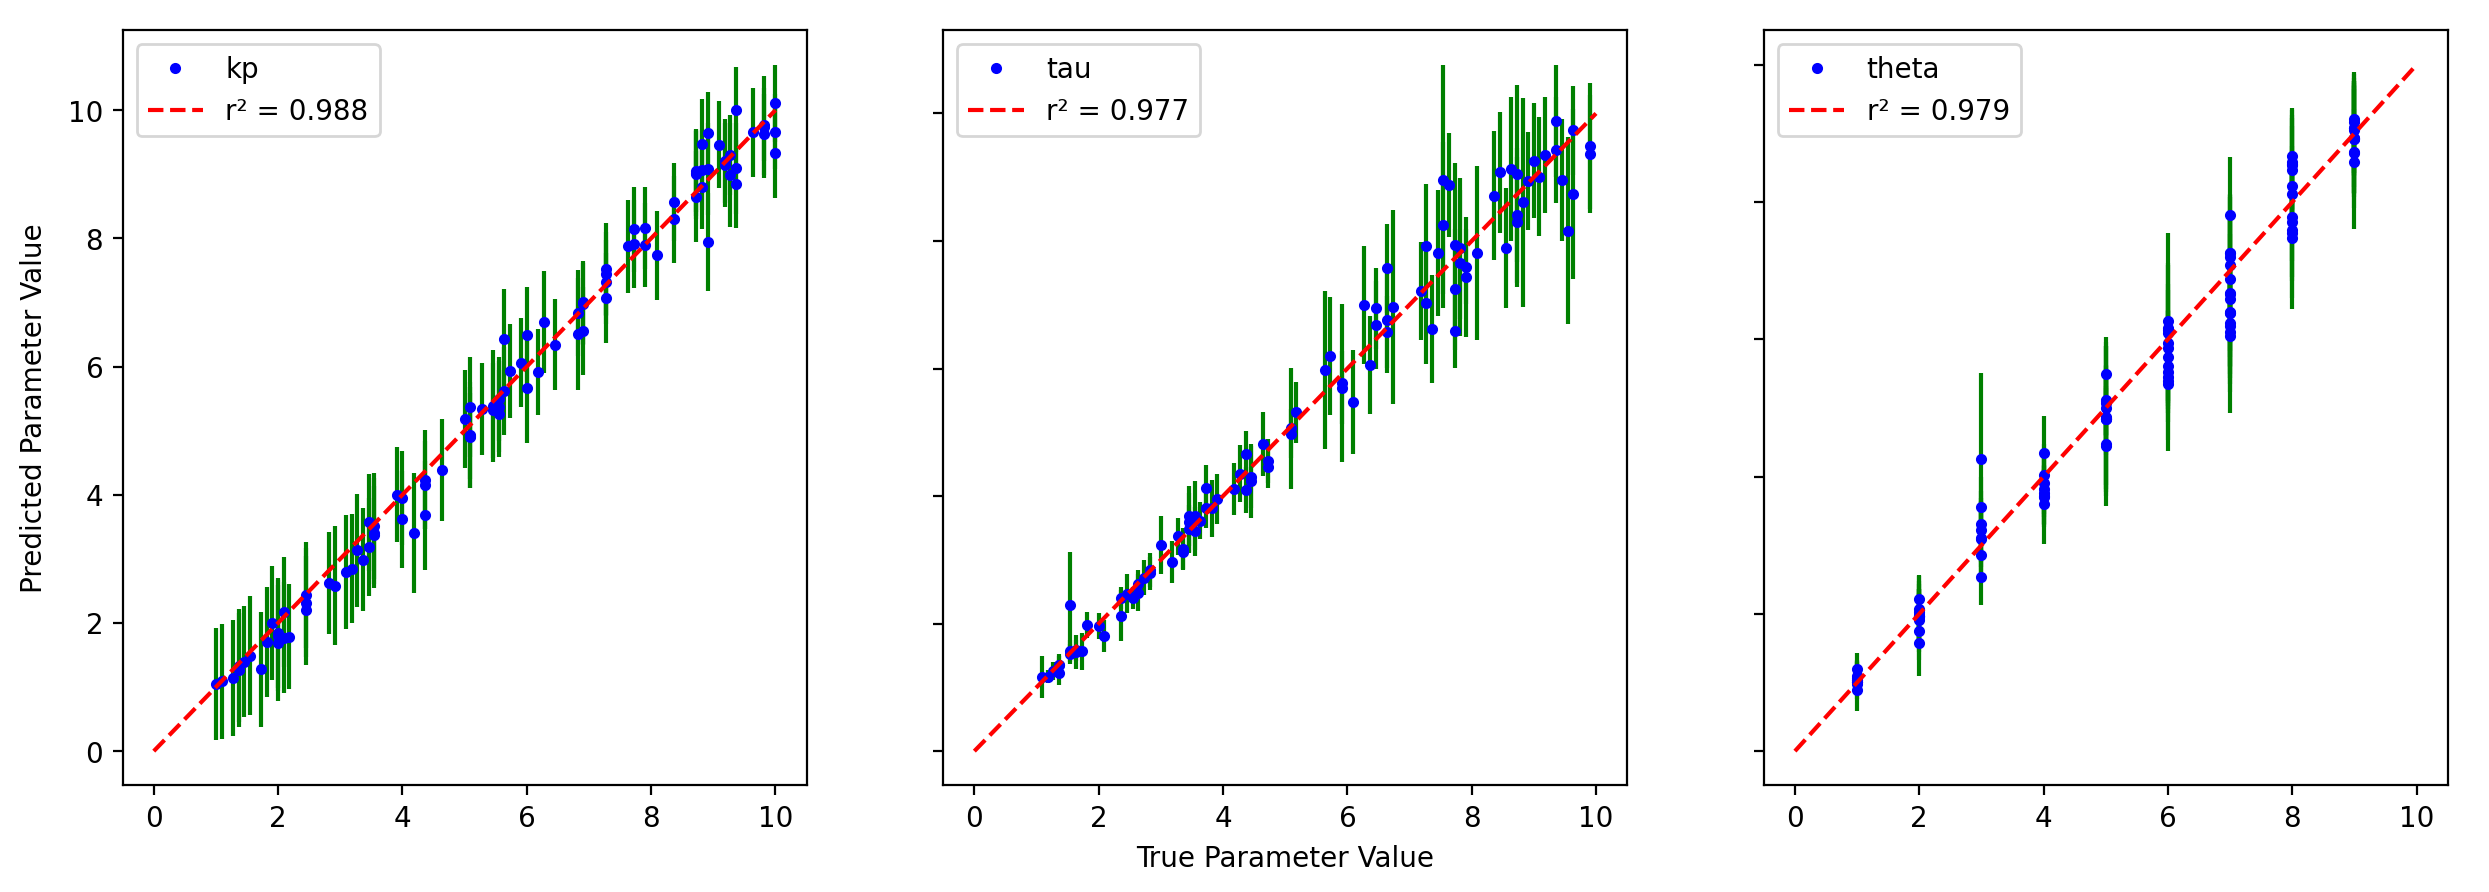 kp
r² = 0.988
tau
r² = 0.977
theta
r² = 0.979
Predicted Parameter Value
10
8
6
4
2
0
0 2 4 6 8 10
0 2 4 6 8 10
0 2 4 6 8 10
True Parameter Value